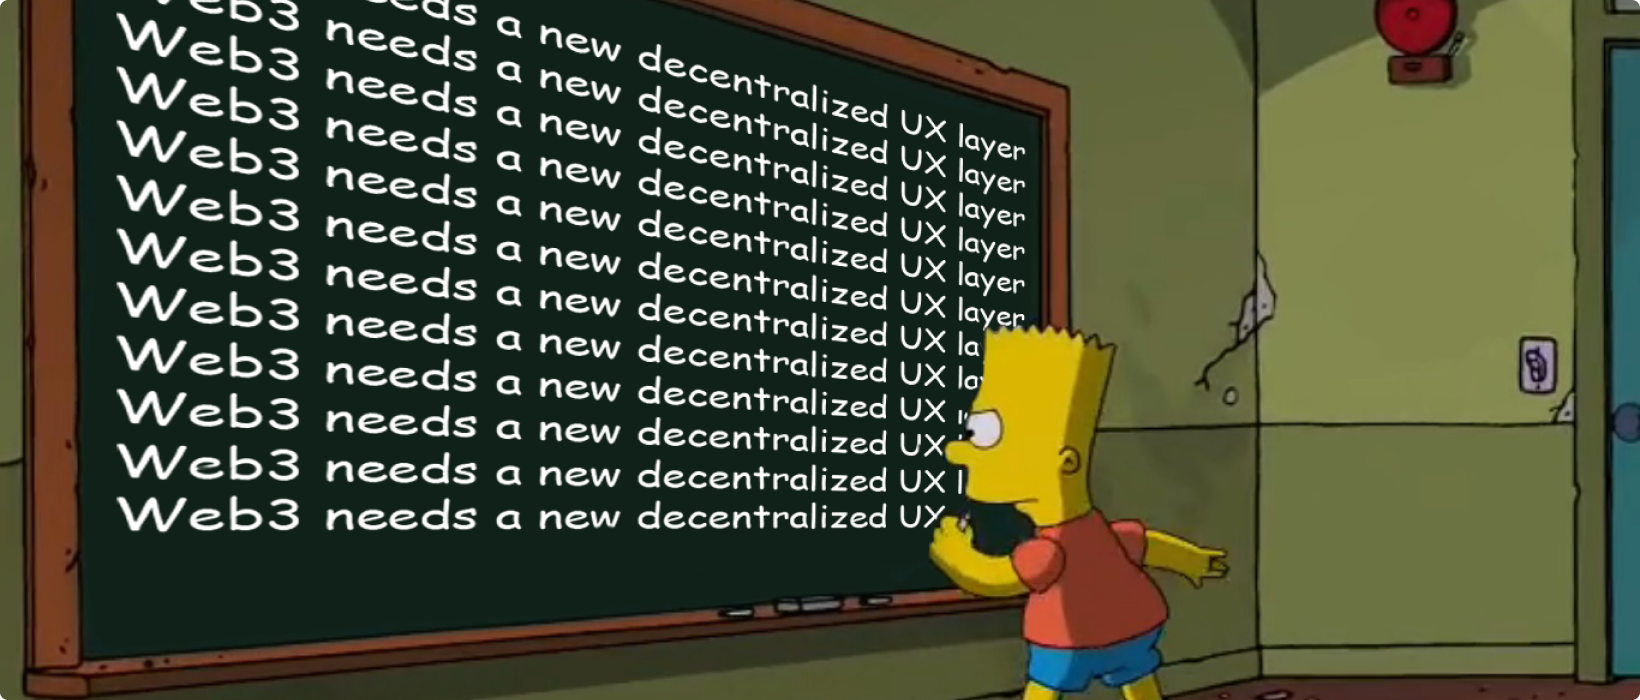 a new decentralized UX layer
Web3 needs a new decentralized UX layer
Web3 needs a new decentralized UX layer
Web3 needs a new decentralized UX layer
Web3 needs a new decentralized UX layer
Web3 needs a new decentralized UX layer
Web3 needs a new decentralized UX la
Web3 needs a new decentralized UX la
Web3 needs a new decentralized UX
Web3 needs a new decentralized UX
Web3 needs a new decentralized UX l
Web3 needs a new decentralized UX